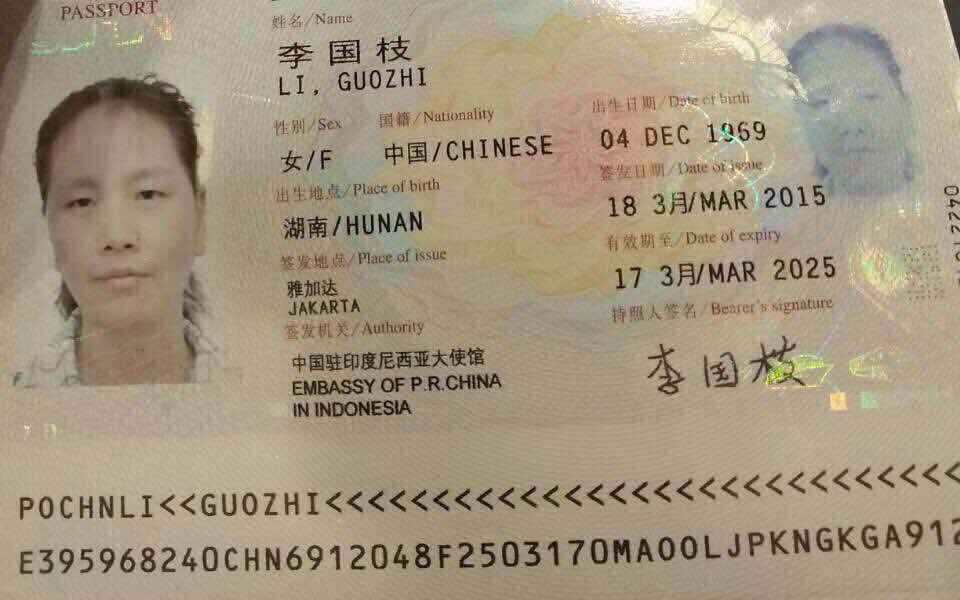 PASSPORT
姓名/Name
李国枝
LI, GUOZHI
性别/Sex 国籍/Nationality 出生日期/Date of birth
女/F 中国/CHINESE 04 DEC 1969
出生地点/Place of birth 签发日期/Date of issue
湖南/HUNAN 18 3月/MAR 2015
签发地点/Place of issue 有效期至/Date of expiry
雅加达 17 3月/MAR 2025
JAKARTA
签发机关/Authority 持照人签名/Bearer's signature
中国驻印度尼西亚大使馆 李国枝
EMBASSY OF P.R.CHINA
IN INDONESIA
POCHNLI<<GUOZHI<<<<<<<<<<<<<<<<<<<<<<<<<<<<<
E395968240CHN6912048F2503170MAOOLJPKNGKGA912